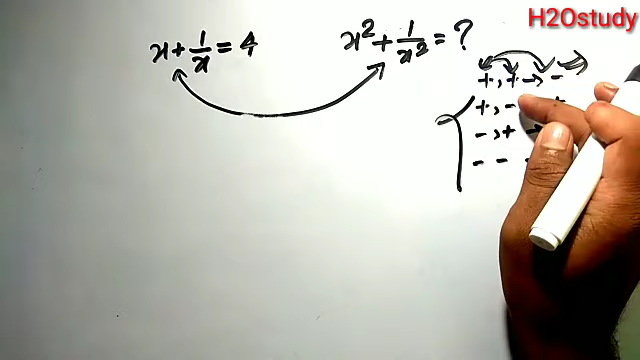 H2Ostudy
x + 1/x = 4
x² + 1/x² = ?
+, + → -
+, -
-, +
- - -